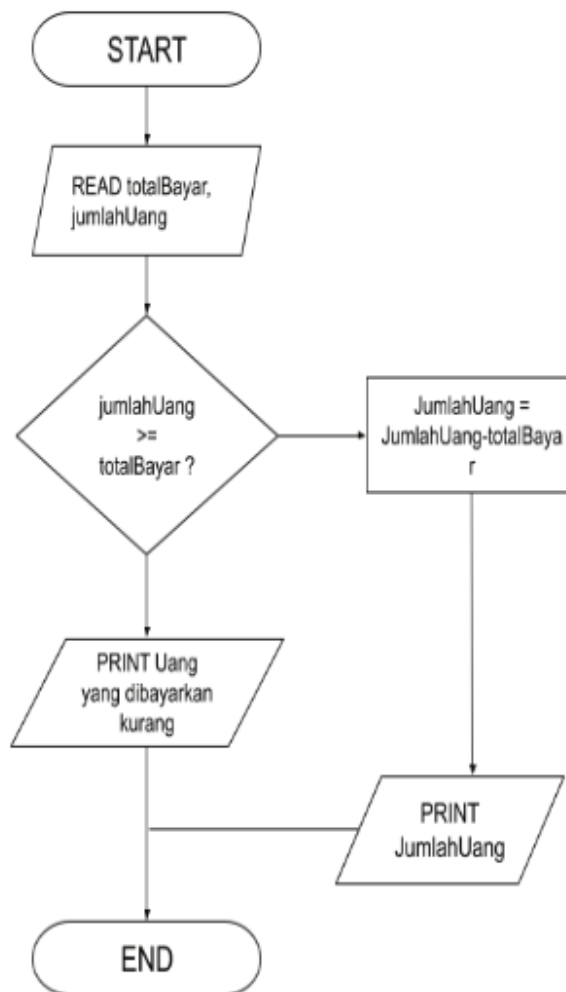 START
READ totalBayar,
jumlahUang
jumlahUang
>=
totalBayar ?
JumlahUang =
JumlahUang-totalBaya
r
PRINT Uang
yang dibayarkan
kurang
PRINT
JumlahUang
END